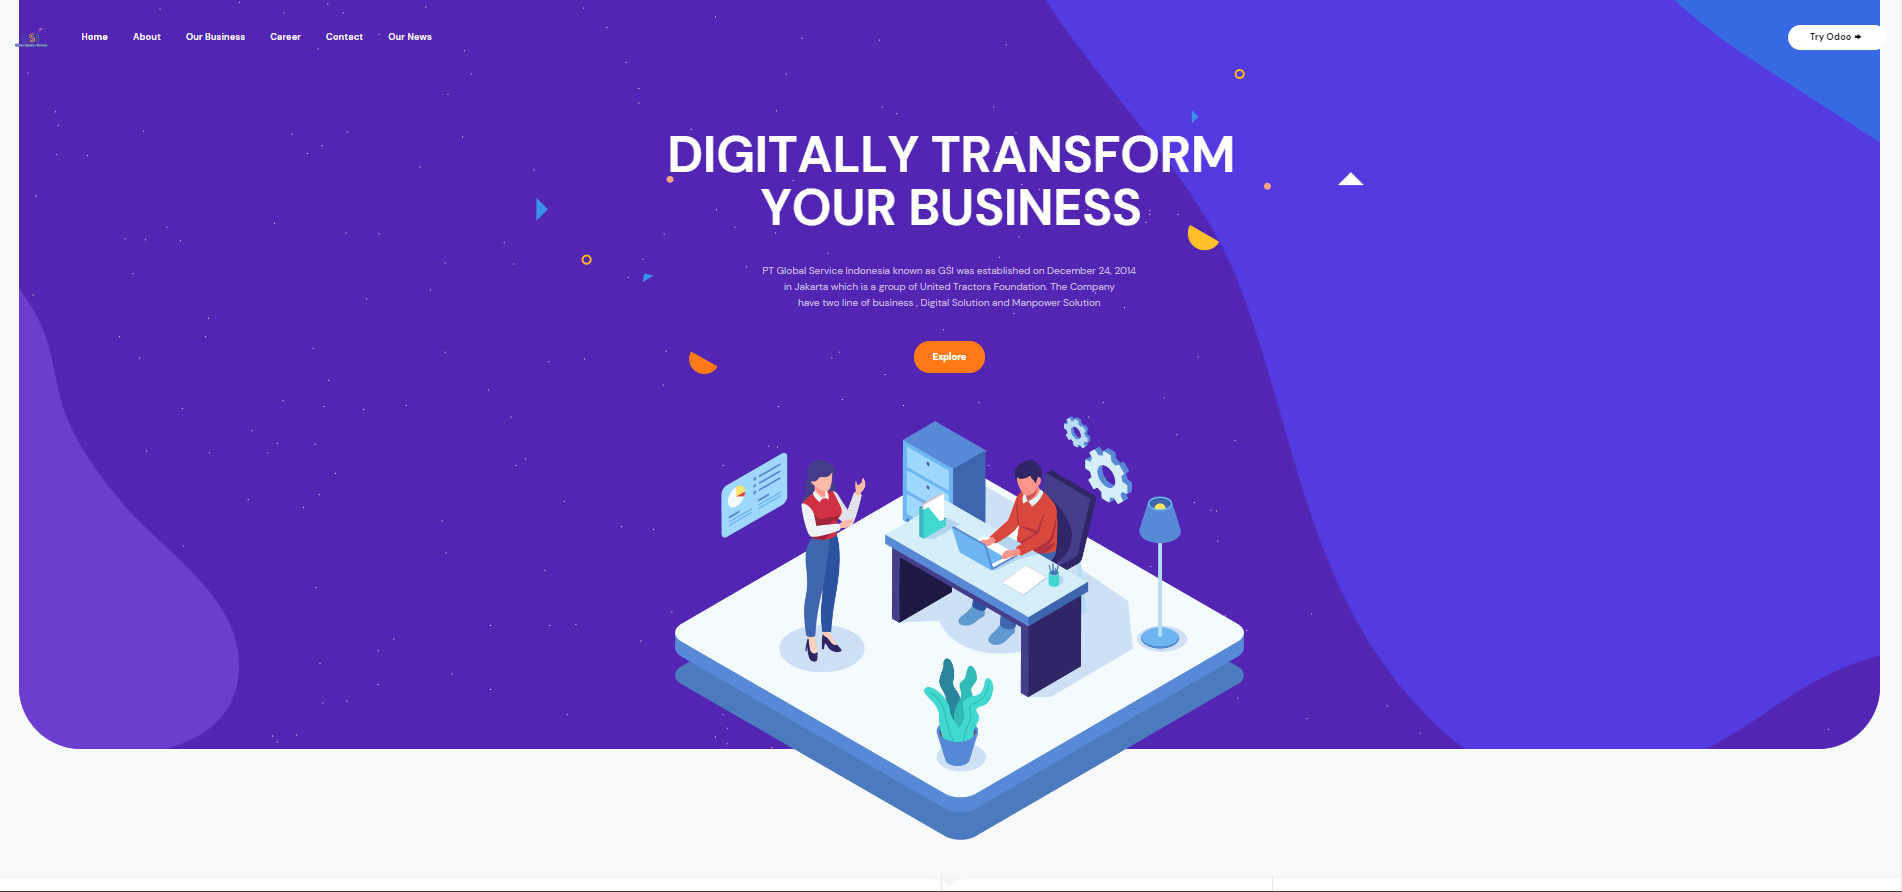 Home About Our Business Career Contact Our News
Try Odoo
DIGITALLY TRANSFORM
YOUR BUSINESS
PT Global Service Indonesia known as GSI was established on December 24, 2014
in Jakarta which is a group of United Tractors Foundation. The Company
have two line of business , Digital Solution and Manpower Solution
Explore